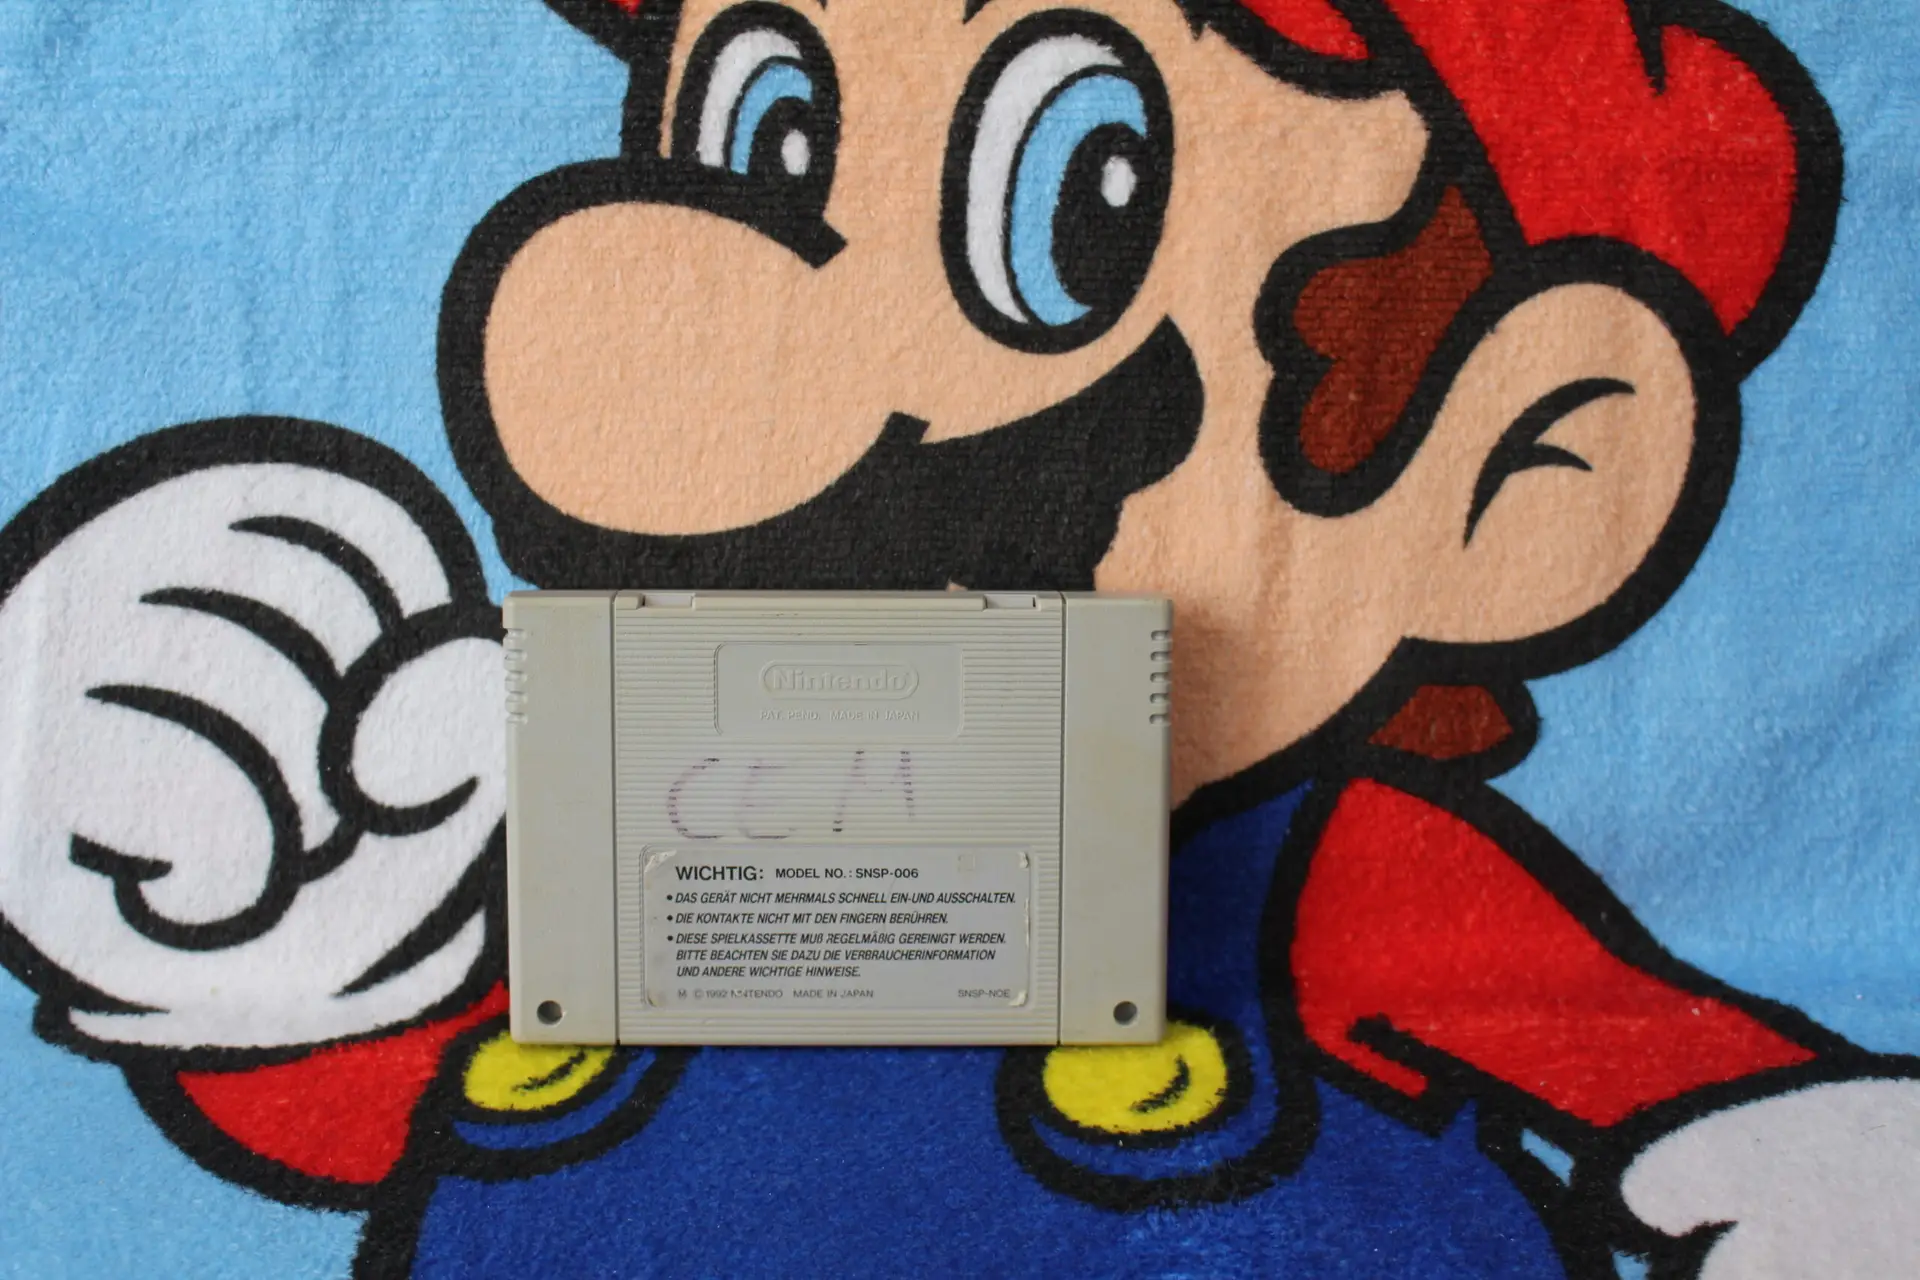 Nintendo
PAT. PEND. MADE IN JAPAN
CEM
WICHTIG: MODEL NO.: SNSP-006
• DAS GERÄT NICHT MEHRMALS SCHNELL EIN-UND AUSSCHALTEN.
• DIE KONTAKTE NICHT MIT DEN FINGERN BERÜHREN.
• DIESE SPIELKASSETTE MUß REGELMÄßIG GEREINIGT WERDEN.
BITTE BEACHTEN SIE DAZU DIE VERBRAUCHERINFORMATION
UND ANDERE WICHTIGE HINWEISE.
M © 1992 NINTENDO MADE IN JAPAN SNSP-NOE